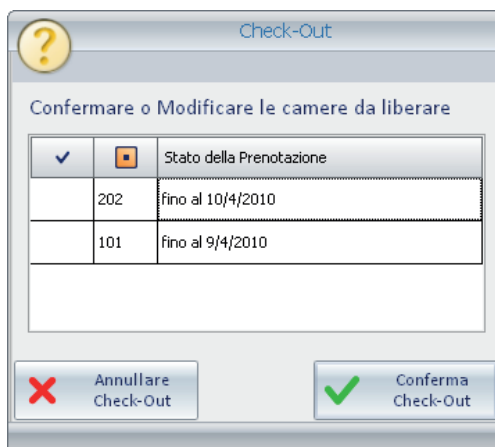 Check-Out
Confermare o Modificare le camere da liberare
Stato della Prenotazione
202 fino al 10/4/2010
101 fino al 9/4/2010
Annullare
Check-Out
Conferma
Check-Out